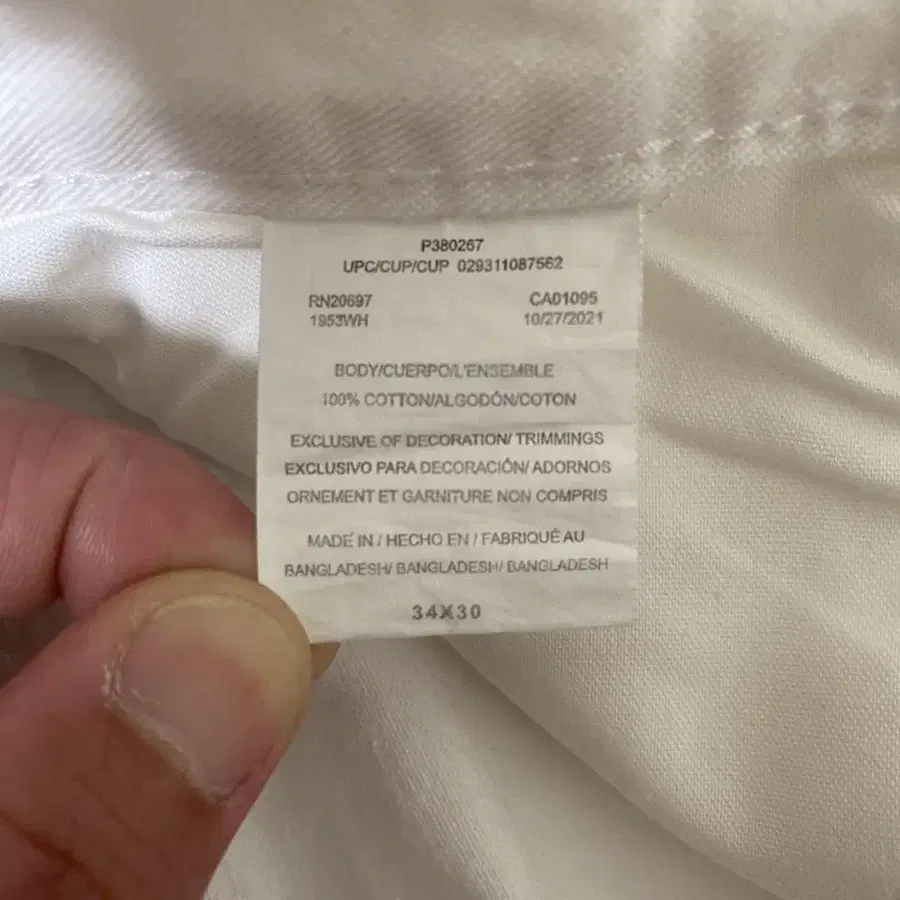 P380267
UPC/CUP/CUP 029311087562
RN20697 CA01095
1953WH 10/27/2021
BODY/CUERPO/L'ENSEMBLE
100% COTTON/ALGODÓN/COTON
EXCLUSIVE OF DECORATION/ TRIMMINGS
EXCLUSIVO PARA DECORACIÓN/ ADORNOS
ORNEMENT ET GARNITURE NON COMPRIS
MADE IN / HECHO EN / FABRIQUÉ AU
BANGLADESH/ BANGLADESH/ BANGLADESH
34X30